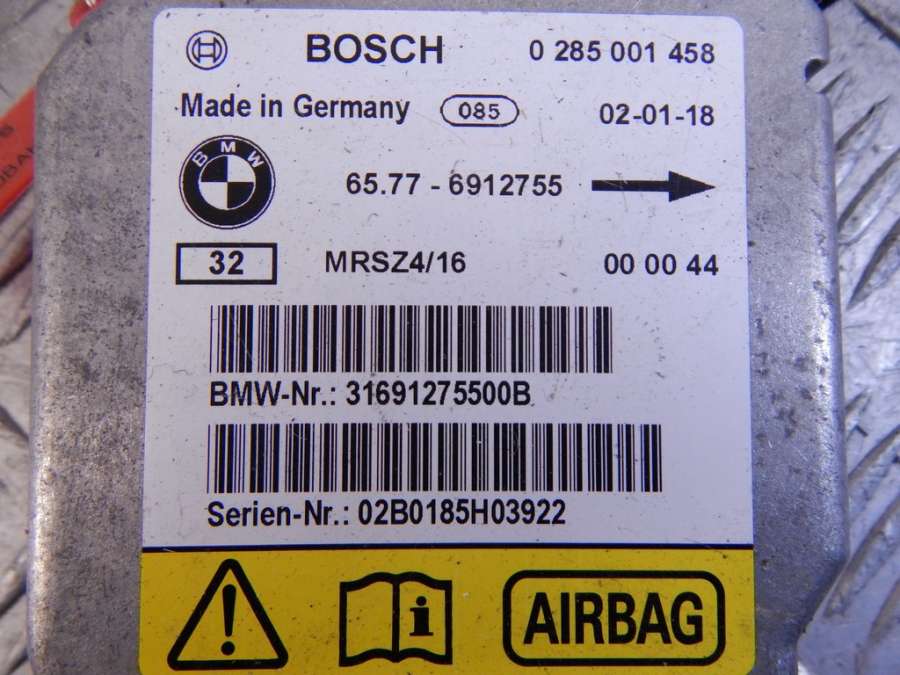 BOSCH 0 285 001 458
Made in Germany 085 02-01-18
BMW 65.77 - 6912755
32 MRSZ4/16 00 00 44
BMW-Nr.: 31691275500B
Serien-Nr.: 02B0185H03922
! i AIRBAG